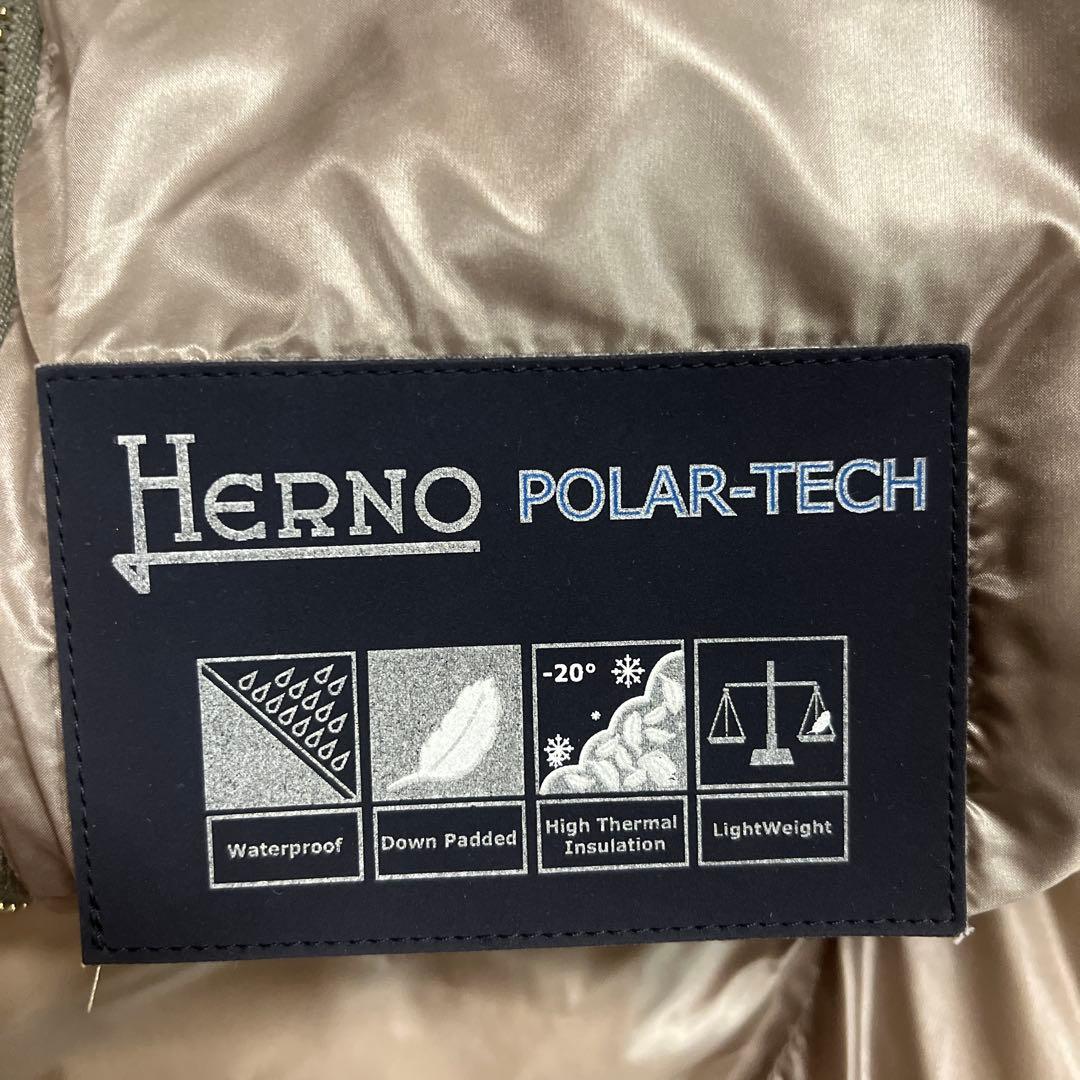 HERNO POLAR-TECH
-20°
Waterproof
Down Padded
High Thermal
Insulation
LightWeight